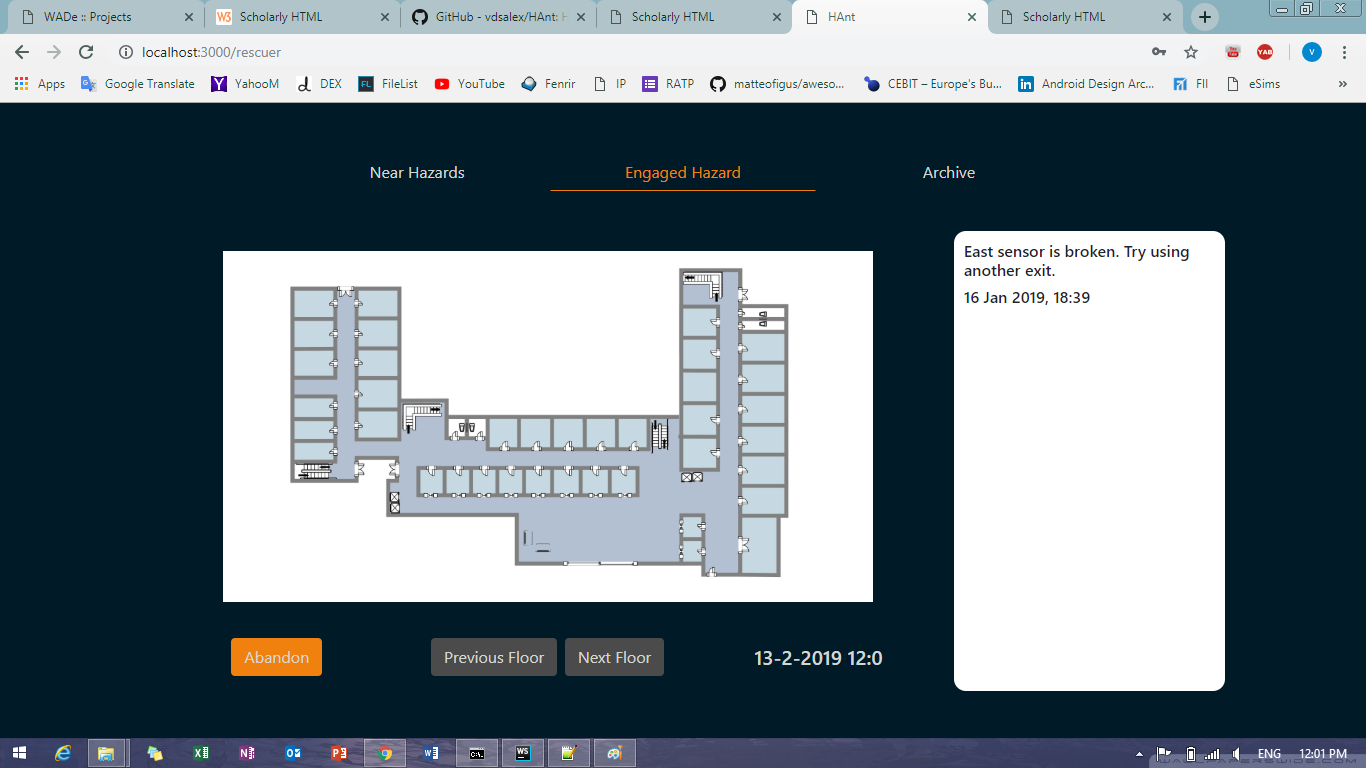 WADe :: Projects
Scholarly HTML
GitHub - vdsalex/HAnt: H
Scholarly HTML
HAnt
Scholarly HTML
localhost:3000/rescuer
Apps
Google Translate
YahooM
DEX
FileList
YouTube
Fenrir
IP
RATP
matteofigus/aweso...
CEBIT – Europe's Bu...
Android Design Arc...
FII
eSims
Near Hazards
Engaged Hazard
Archive
East sensor is broken. Try using
another exit.
16 Jan 2019, 18:39
Abandon
Previous Floor
Next Floor
13-2-2019 12:0
ENG
12:01 PM